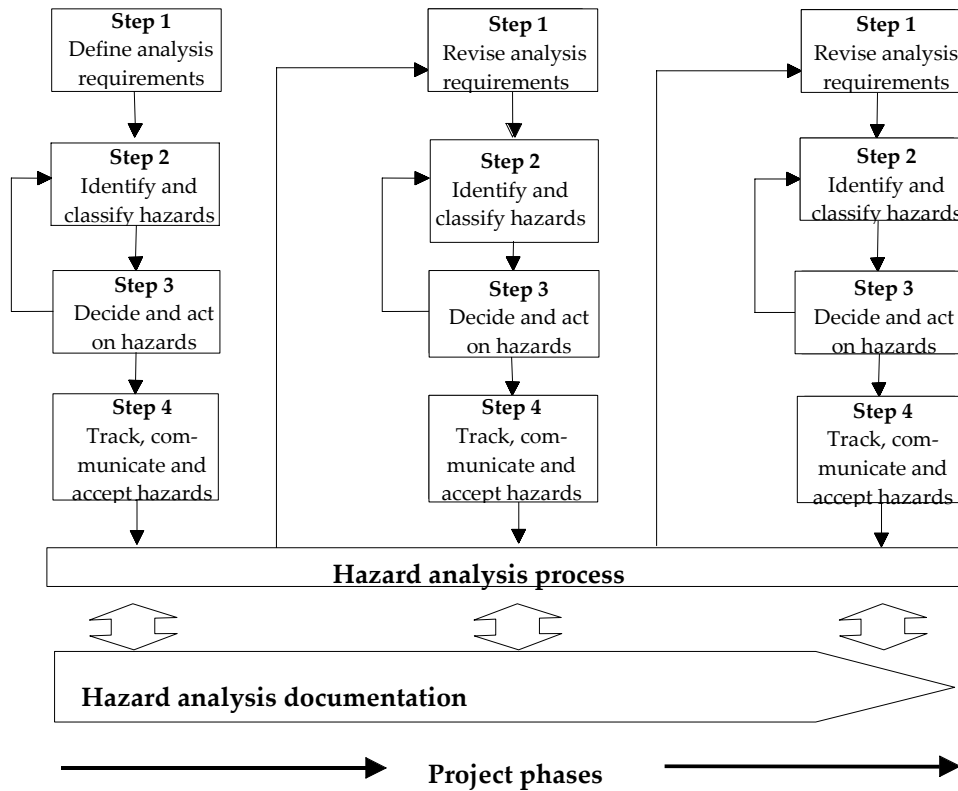 Step 1
Define analysis
requirements
Step 2
Identify and
classify hazards
Step 3
Decide and act
on hazards
Step 4
Track, com-
municate and
accept hazards
Step 1
Revise analysis
requirements
Step 2
Identify and
classify hazards
Step 3
Decide and act
on hazards
Step 4
Track, com-
municate and
accept hazards
Step 1
Revise analysis
requirements
Step 2
Identify and
classify hazards
Step 3
Decide and act
on hazards
Step 4
Track, com-
municate and
accept hazards
Hazard analysis process
Hazard analysis documentation
Project phases